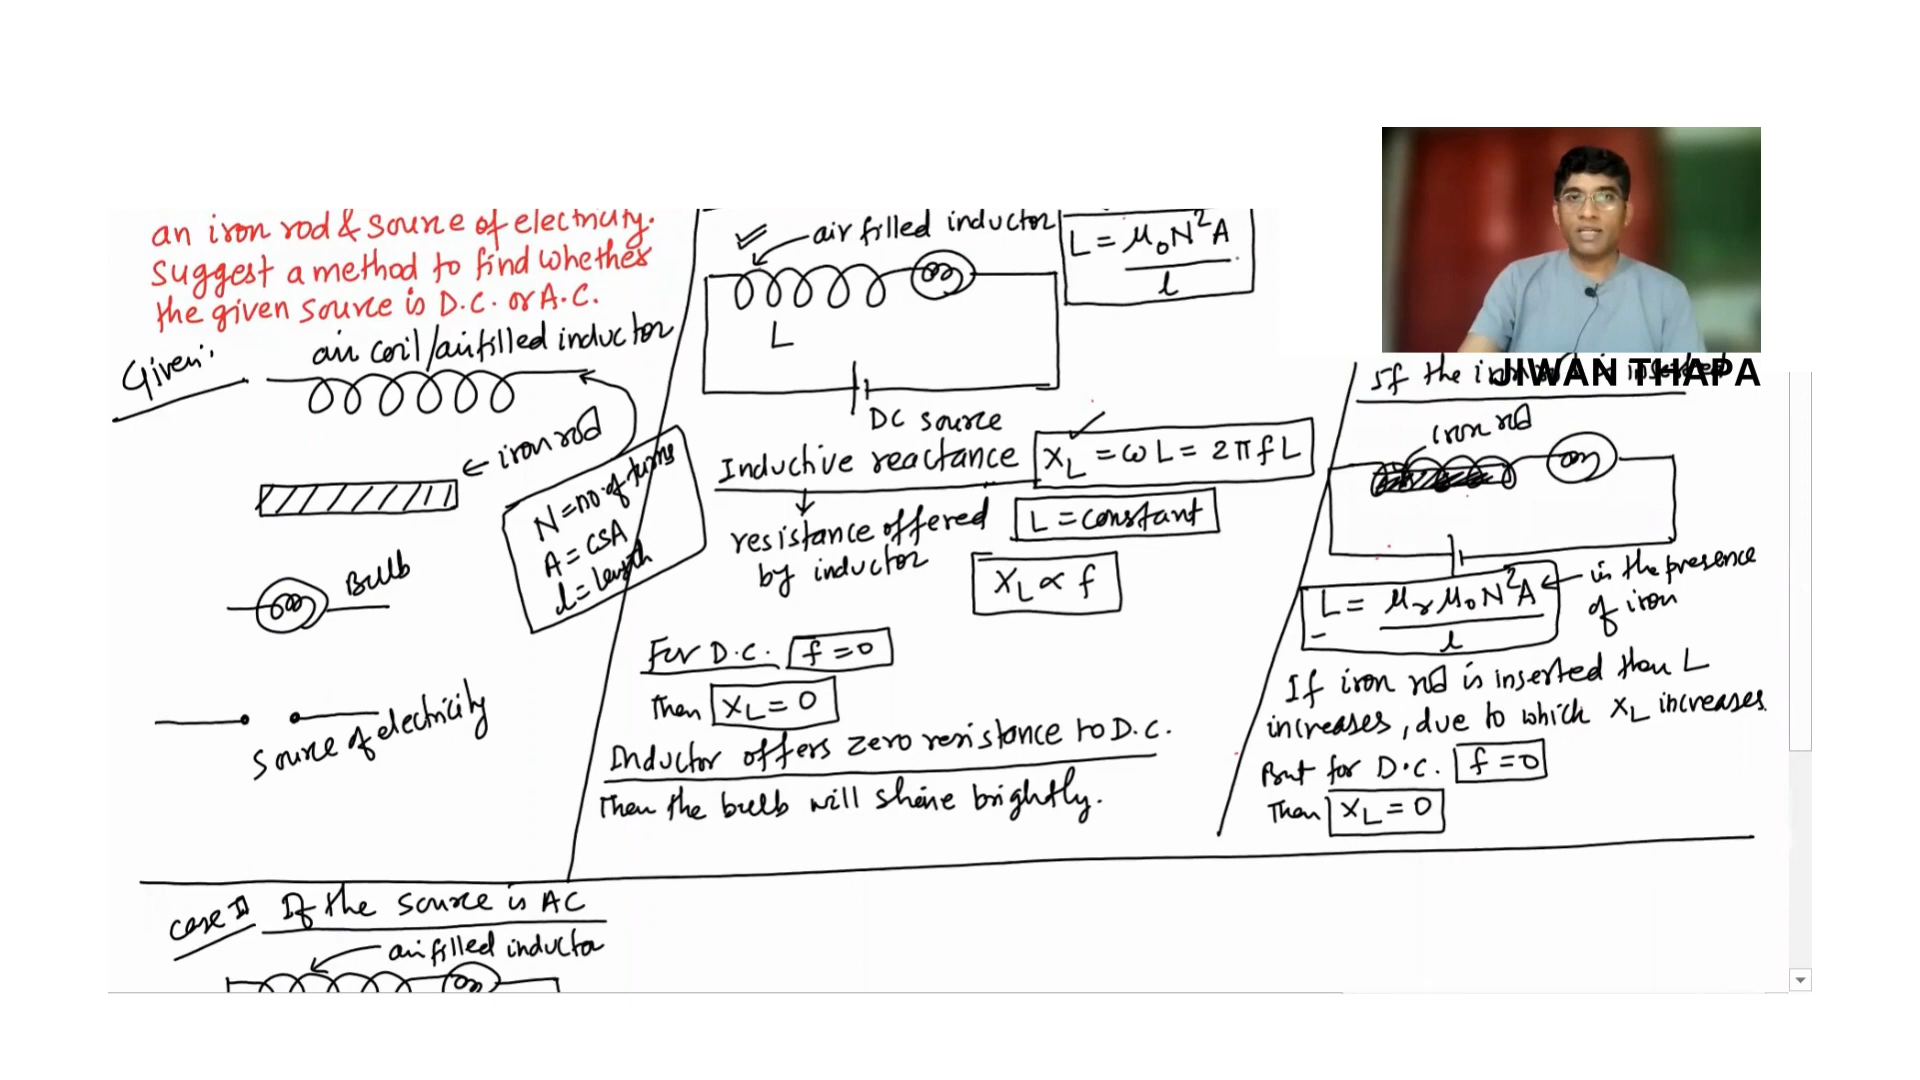 an iron rod & source of electricity.
Suggest a method to find whether
the given source is D.C. or A.C.
Given:
air coil/airfilled inductor
iron rod
N = no. of turns
A = CSA
l = length
Bulb
Source of electricity
air filled inductor
L = μ₀N²A / l
L
DC source
Inductive reactance X_L = ωL = 2πfL
resistance offered
by inductor
L = constant
X_L ∝ f
For D.C. f = 0
Then X_L = 0
Inductor offers zero resistance to D.C.
Then the bulb will shine brightly.
JIWAN THAPA
If the iron
iron rod
L = μᵣμ₀N²A / l
in the presence
of iron
If iron rod is inserted then L
increases, due to which X_L increases.
But for D.C. f = 0
Then X_L = 0
Case II If the source is AC
airfilled inductor